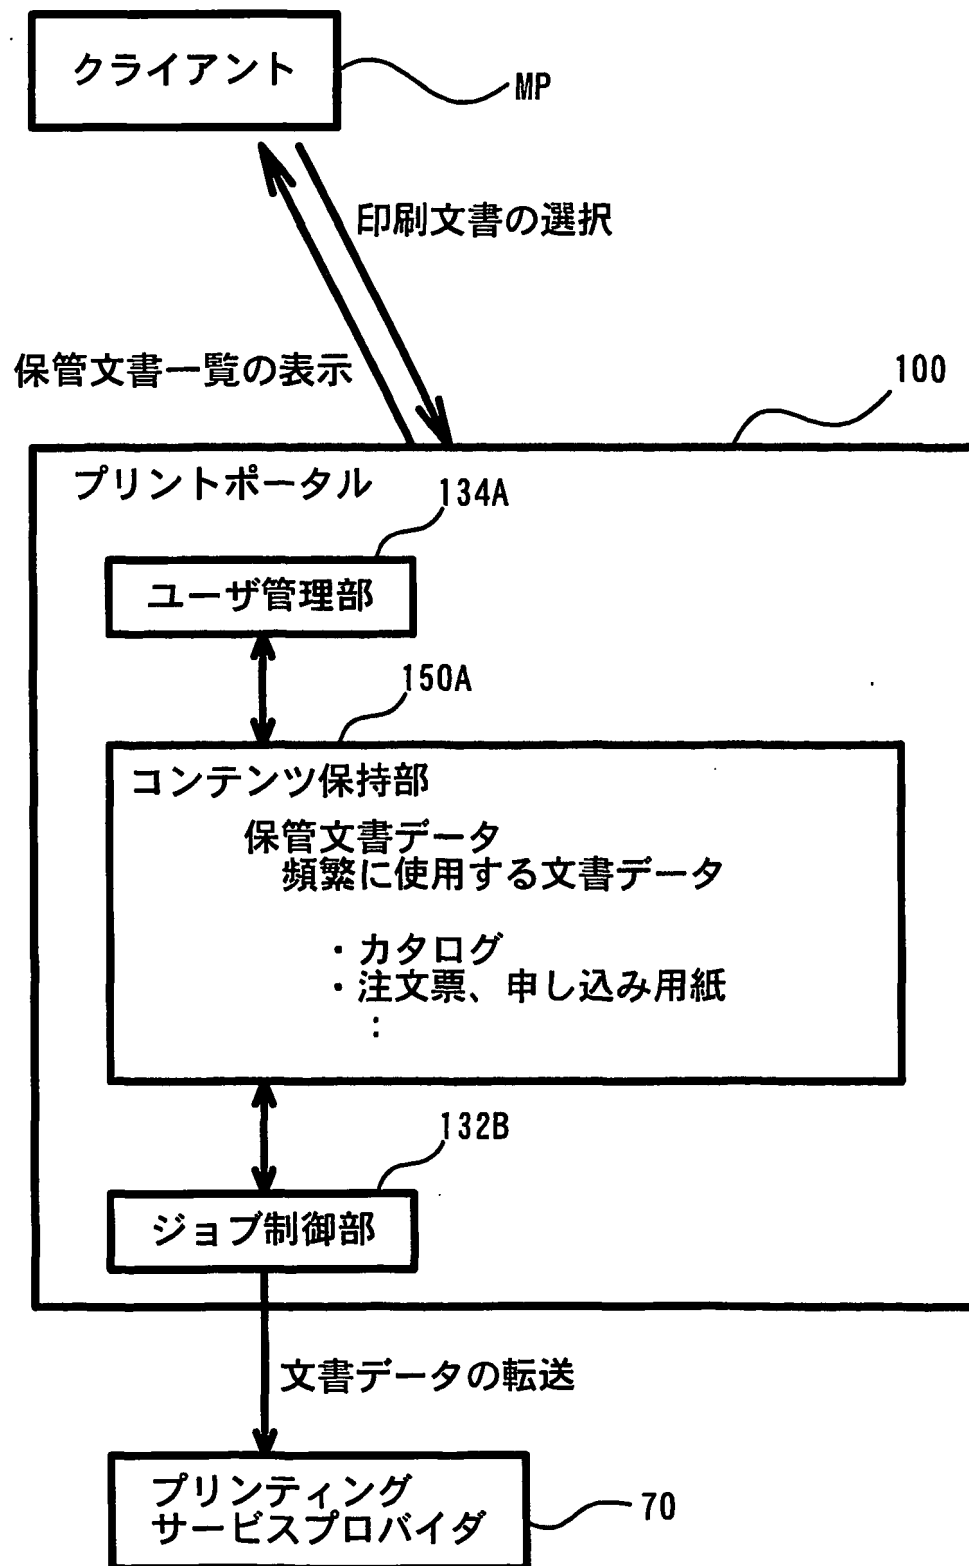 クライアント
MP
印刷文書の選択
保管文書一覧の表示
100
プリントポータル
134A
ユーザ管理部
150A
コンテンツ保持部
保管文書データ
頻繁に使用する文書データ
・カタログ
・注文票、申し込み用紙
:
132B
ジョブ制御部
文書データの転送
プリンティング
サービスプロバイダ
70